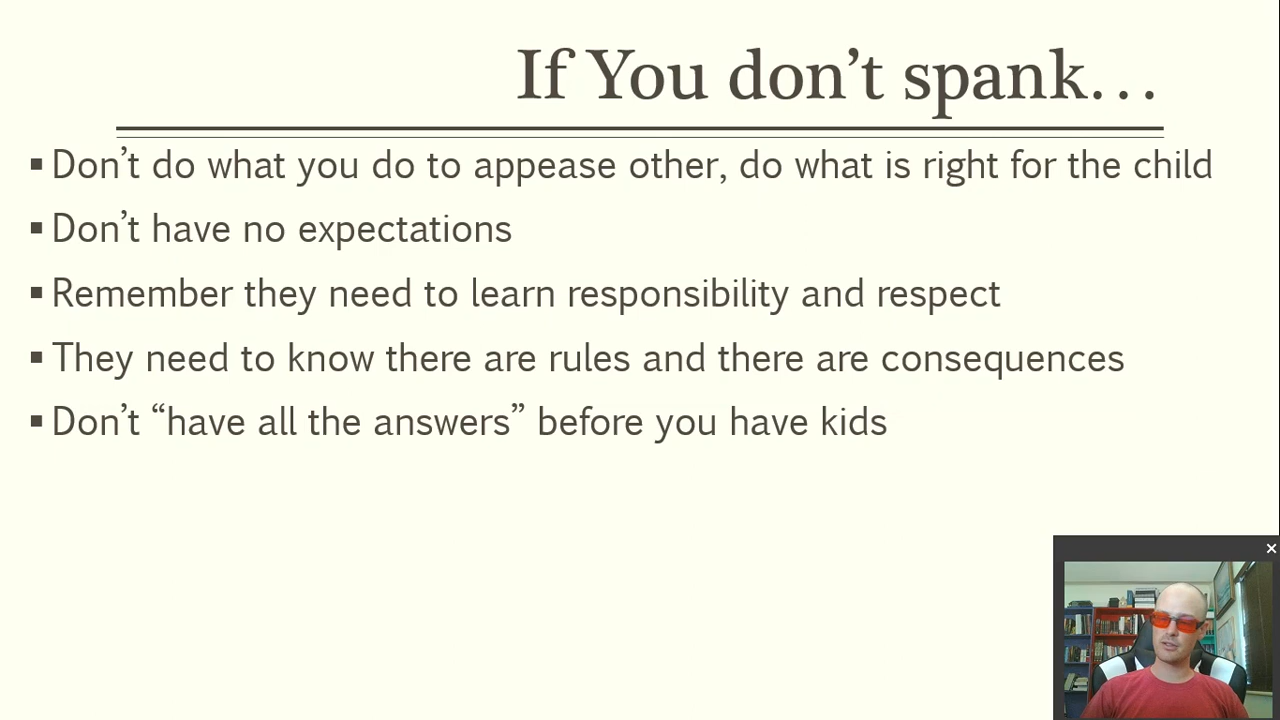 If You don’t spank…
▪ Don’t do what you do to appease other, do what is right for the child
▪ Don’t have no expectations
▪ Remember they need to learn responsibility and respect
▪ They need to know there are rules and there are consequences
▪ Don’t “have all the answers” before you have kids